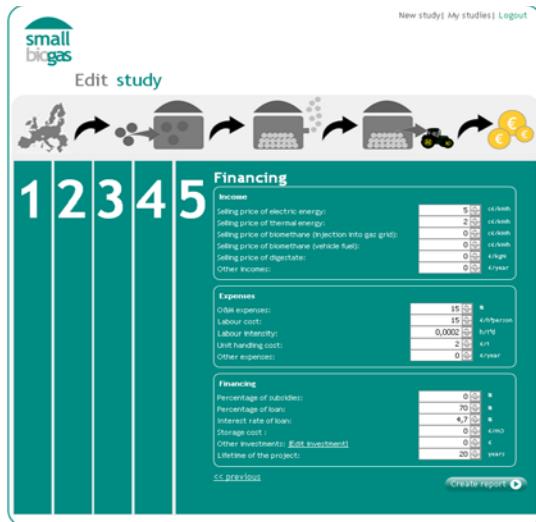 New study| My studies| Logout
small
biogas
Edit study
€
€
€
1 2 3 4 5
Financing
Income
Selling price of electric energy: 5 c€/kWh
Selling price of thermal energy: 2 c€/kWh
Selling price of biomethane (injection into gas grid): 0 c€/kWh
Selling price of biomethane (vehicle fuel): 0 c€/kWh
Selling price of digestate: 0
Other incomes: 0 €/year
Expenses
O&M expenses: 15 %
Labour cost: 15 €/h*person
Labour intensity: 0,0002 h/t*d
Unit handling cost: 2 €/t
Other expenses: 0 €/year
Financing
Percentage of subsidies: 0 %
Percentage of loan: 70 %
Interest rate of loan: 4,7 %
Storage cost : 0 €/m3
Other investments: [Edit investment] 0 €
Lifetime of the project: 20 years
<< previous
Create report